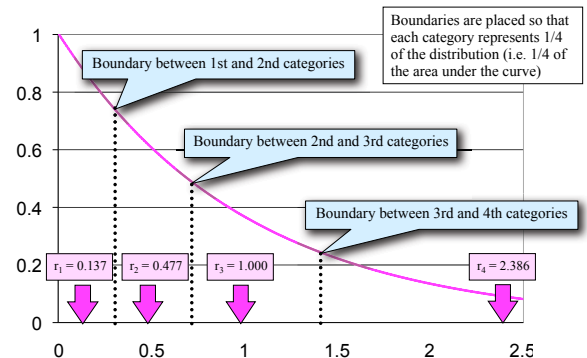 Boundaries are placed so that
each category represents 1/4
of the distribution (i.e. 1/4 of
the area under the curve)
1
Boundary between 1st and 2nd categories
0.8
Boundary between 2nd and 3rd categories
0.6
0.4
Boundary between 3rd and 4th categories
r₁ = 0.137
r₂ = 0.477
r₃ = 1.000
r₄ = 2.386
0.2
0
0 0.5 1 1.5 2 2.5